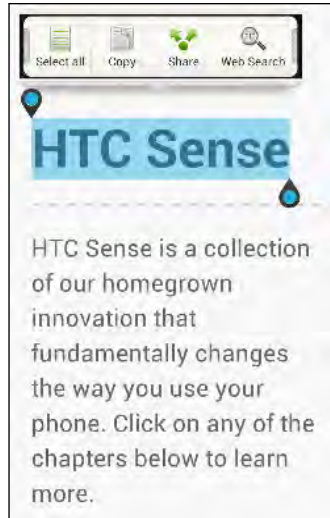 Select all Copy Share Web Search
HTC Sense
HTC Sense is a collection
of our homegrown
innovation that
fundamentally changes
the way you use your
phone. Click on any of the
chapters below to learn
more.